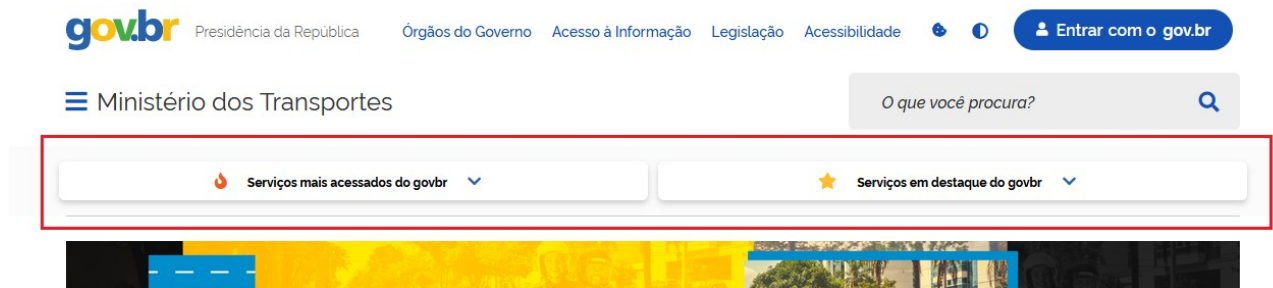 gov.br Presidência da República Órgãos do Governo Acesso à Informação Legislação Acessibilidade Entrar com o gov.br
Ministério dos Transportes O que você procura?
Serviços mais acessados do govbr Serviços em destaque do govbr